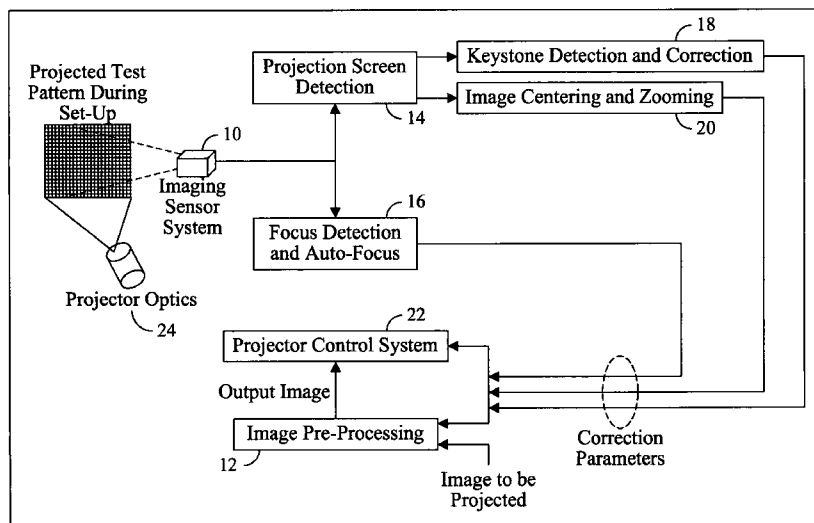 18
Keystone Detection and Correction
Projection Screen
Detection
14
Image Centering and Zooming
20
Projected Test
Pattern During
Set-Up
10
Imaging
Sensor
System
16
Focus Detection
and Auto-Focus
Projector Optics
24
22
Projector Control System
Output Image
Image Pre-Processing
12
Image to be
Projected
Correction
Parameters